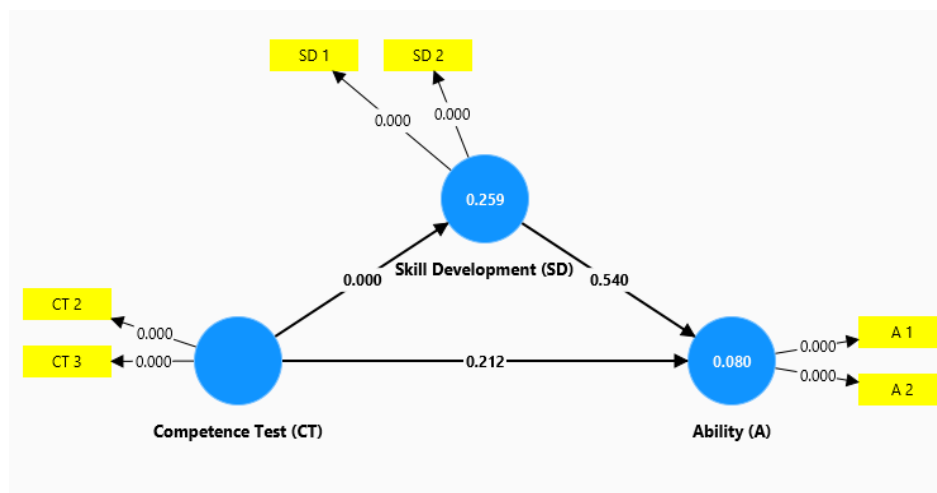 SD 1
SD 2
0.000
0.000
0.259
Skill Development (SD)
0.000
0.540
CT 2
0.000
CT 3
0.000
0.212
0.080
0.000
A 1
0.000
A 2
Competence Test (CT)
Ability (A)